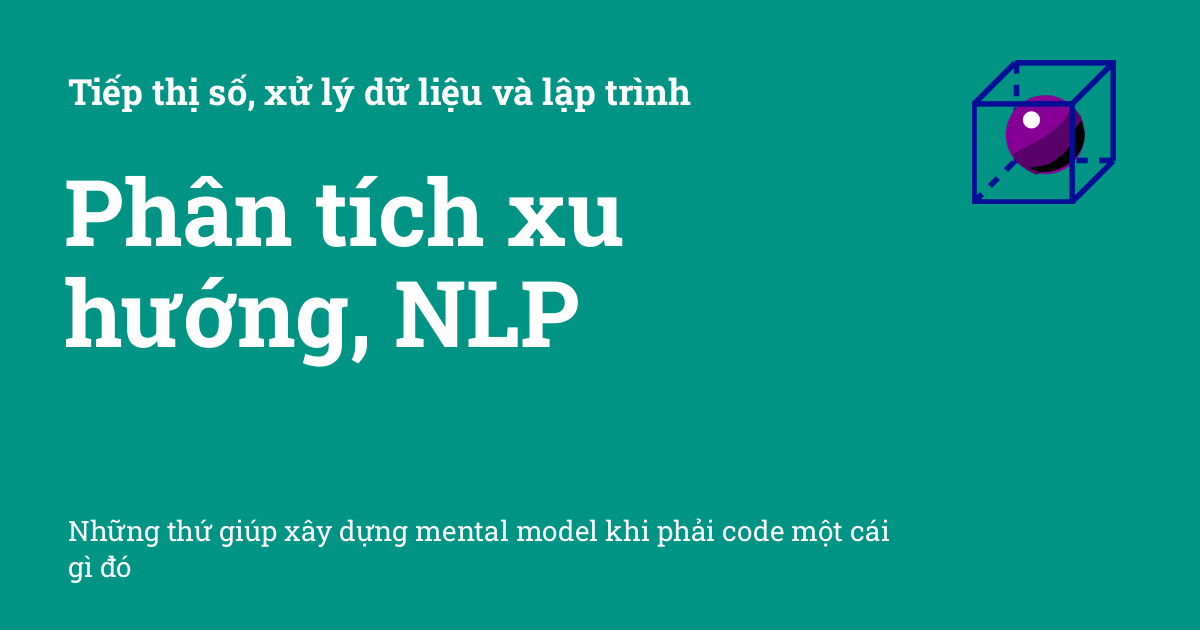 Tiếp thị số, xử lý dữ liệu và lập trình
Phân tích xu
hướng, NLP
Những thứ giúp xây dựng mental model khi phải code một cái
gì đó